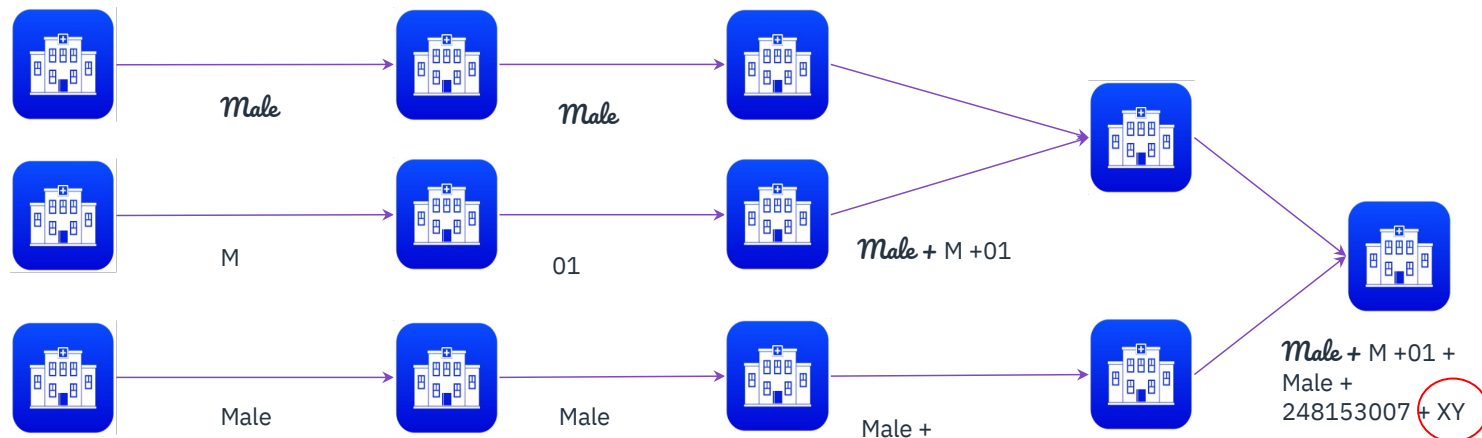 Male
Male
M
01
Male + M +01
Male
Male
Male +
Male + M +01 +
Male +
248153007 + XY